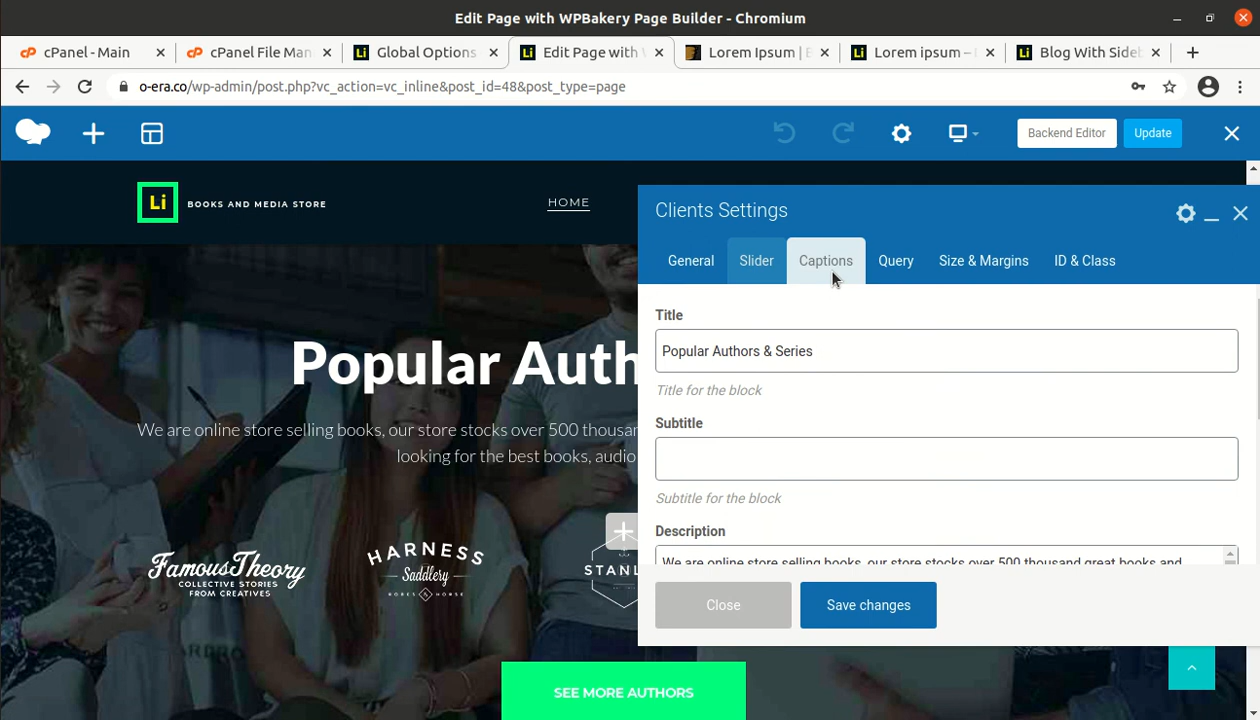 Edit Page with WPBakery Page Builder - Chromium
cPanel - Main
cPanel File Man
Global Options
Edit Page with
Lorem Ipsum |
Lorem ipsum –
Blog With Sideb
o-era.co/wp-admin/post.php?vc_action=vc_inline&post_id=48&post_type=page
Backend Editor
Update
Li
BOOKS AND MEDIA STORE
HOME
Clients Settings
General
Slider
Captions
Query
Size & Margins
ID & Class
Title
Popular Authors & Series
Title for the block
Subtitle
Subtitle for the block
Description
We are online store selling books, our store stocks over 500 thousand great books and
Close
Save changes
Popular Auth
We are online store selling books, our store stocks over 500 thousan
looking for the best books, audio
FAMOUS THEORY
COLLECTIVE STORIES
FROM CREATIVES
HARNESS
Saddlery
STANL
SEE MORE AUTHORS